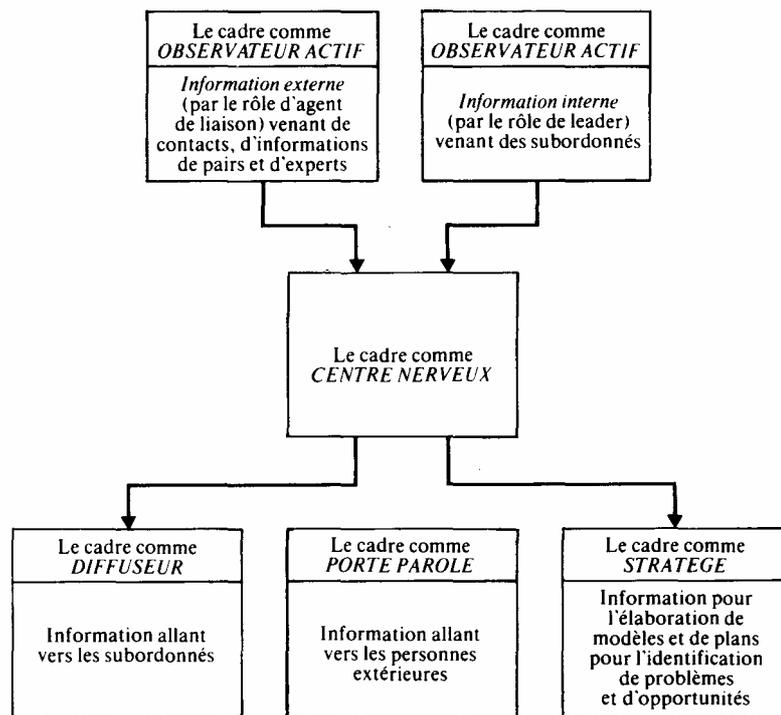 Le cadre comme
OBSERVATEUR ACTIF
Information externe
(par le rôle d'agent
de liaison) venant de
contacts, d'informations
de pairs et d'experts
Le cadre comme
OBSERVATEUR ACTIF
Information interne
(par le rôle de leader)
venant des subordonnés
Le cadre comme
CENTRE NERVEUX
Le cadre comme
DIFFUSEUR
Information allant
vers les subordonnés
Le cadre comme
PORTE PAROLE
Information allant
vers les personnes
extérieures
Le cadre comme
STRATEGE
Information pour
l'élaboration de
modèles et de plans
pour l'identification
de problèmes
et d'opportunités